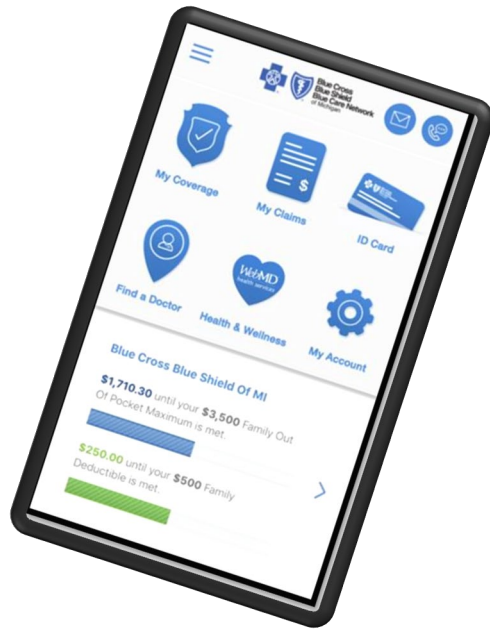 Blue Cross
Blue Shield
Blue Care Network
of Michigan
$
My Coverage
My Claims
ID Card
WebMD
health services
Find a Doctor
Health & Wellness
My Account
Blue Cross Blue Shield Of MI
$1,710.30 until your $3,500 Family Out
Of Pocket Maximum is met.
$250.00 until your $500 Family
Deductible is met.